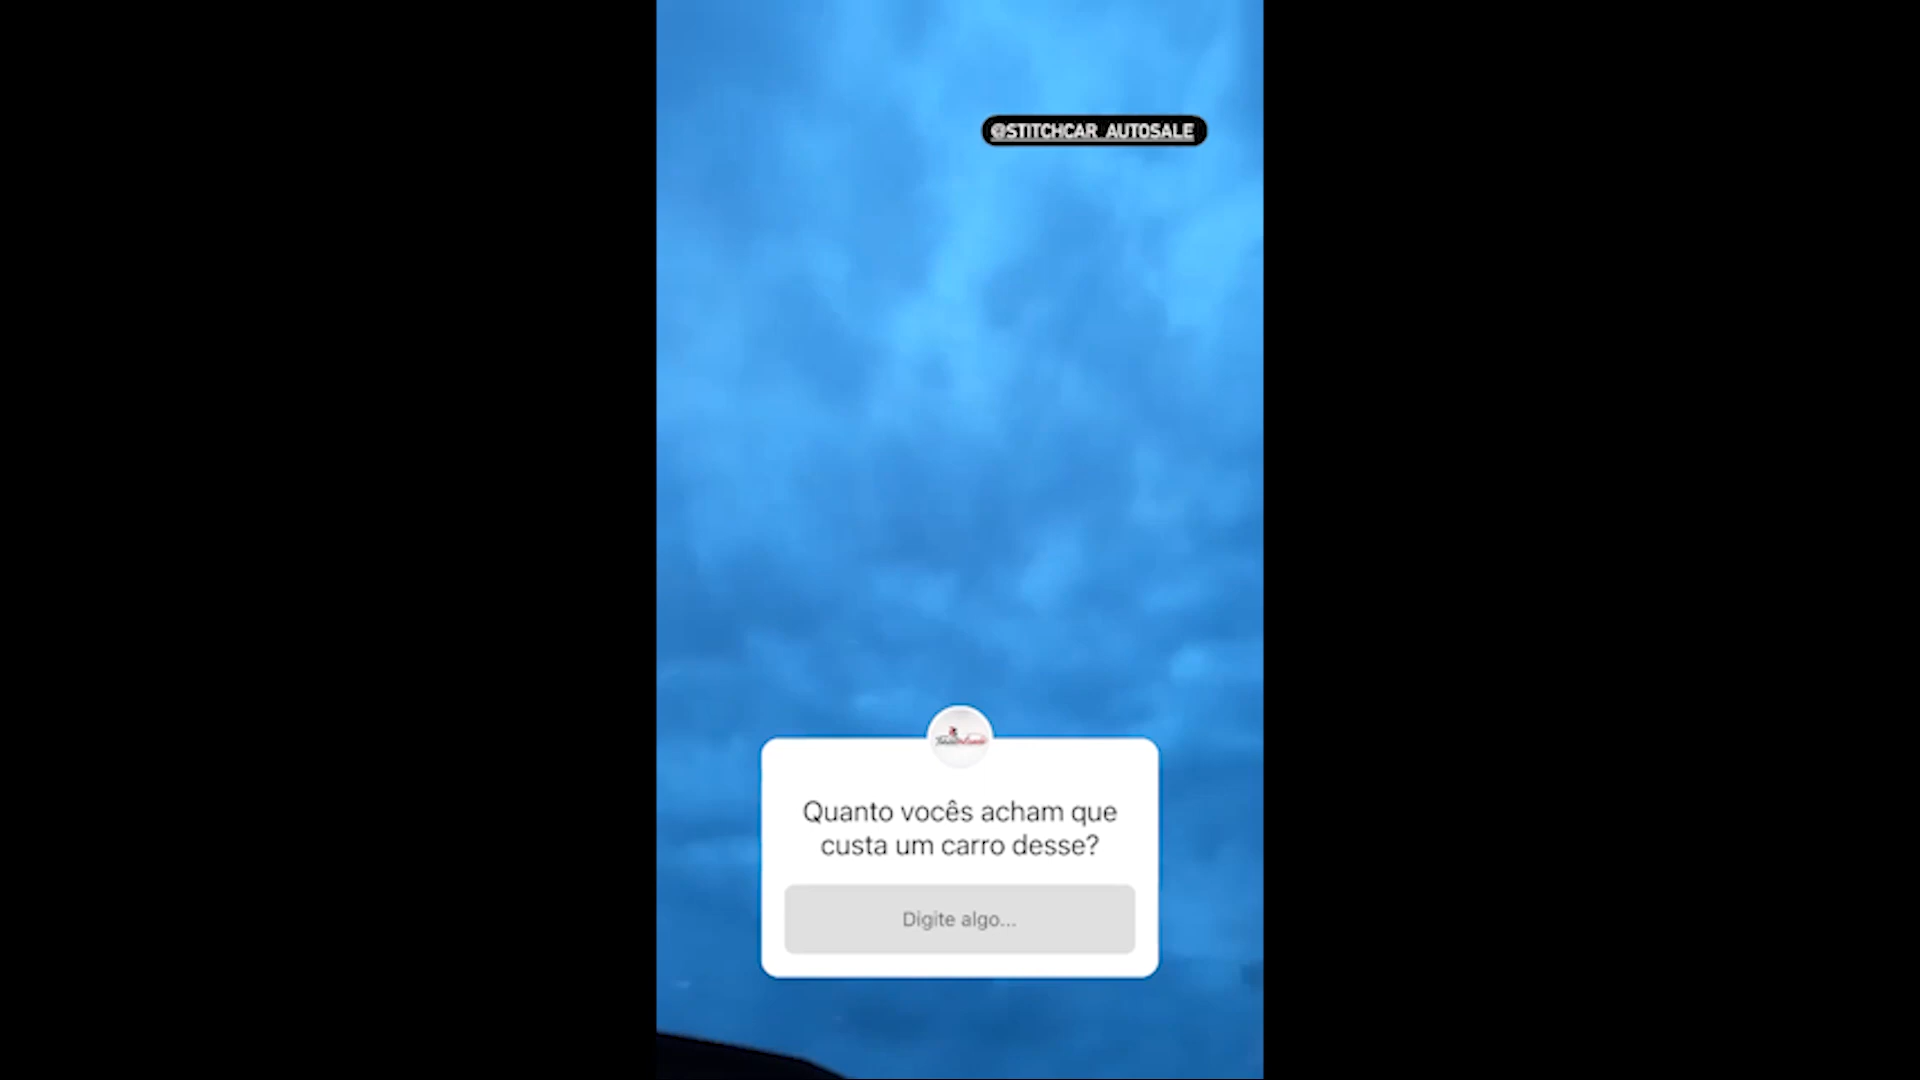 @STITCHCAR_AUTOSALE
Quanto vocês acham que
custa um carro desse?
Digite algo...